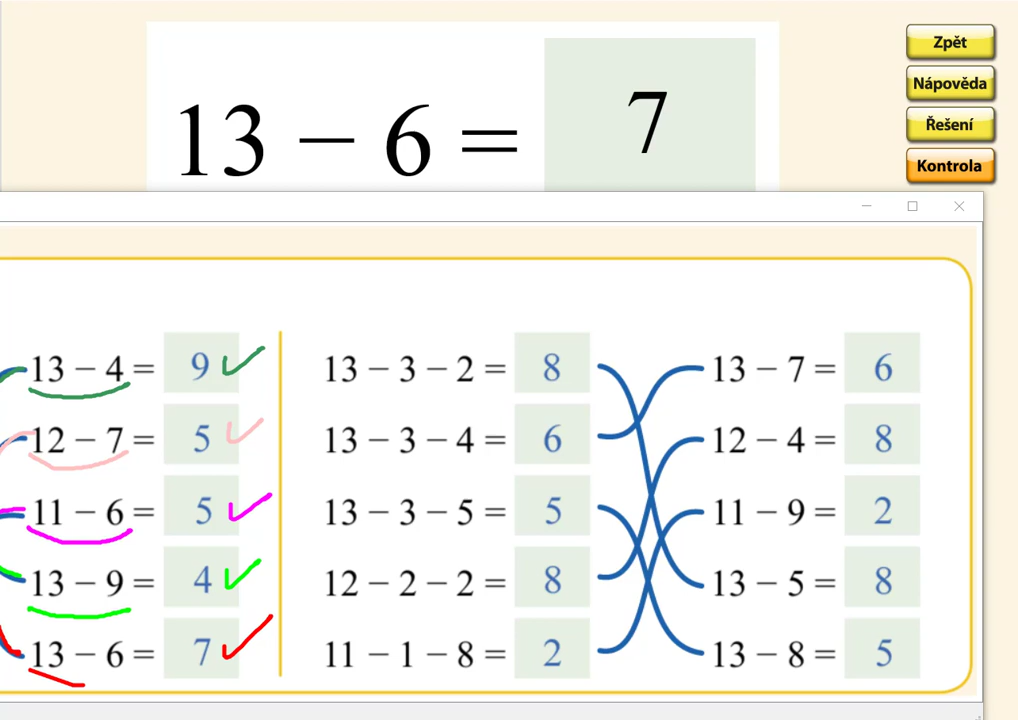 13 − 6 = 7
Zpět
Nápověda
Řešení
Kontrola
13 − 4 = 9
12 − 7 = 5
11 − 6 = 5
13 − 9 = 4
13 − 6 = 7
13 − 3 − 2 = 8
13 − 3 − 4 = 6
13 − 3 − 5 = 5
12 − 2 − 2 = 8
11 − 1 − 8 = 2
13 − 7 = 6
12 − 4 = 8
11 − 9 = 2
13 − 5 = 8
13 − 8 = 5